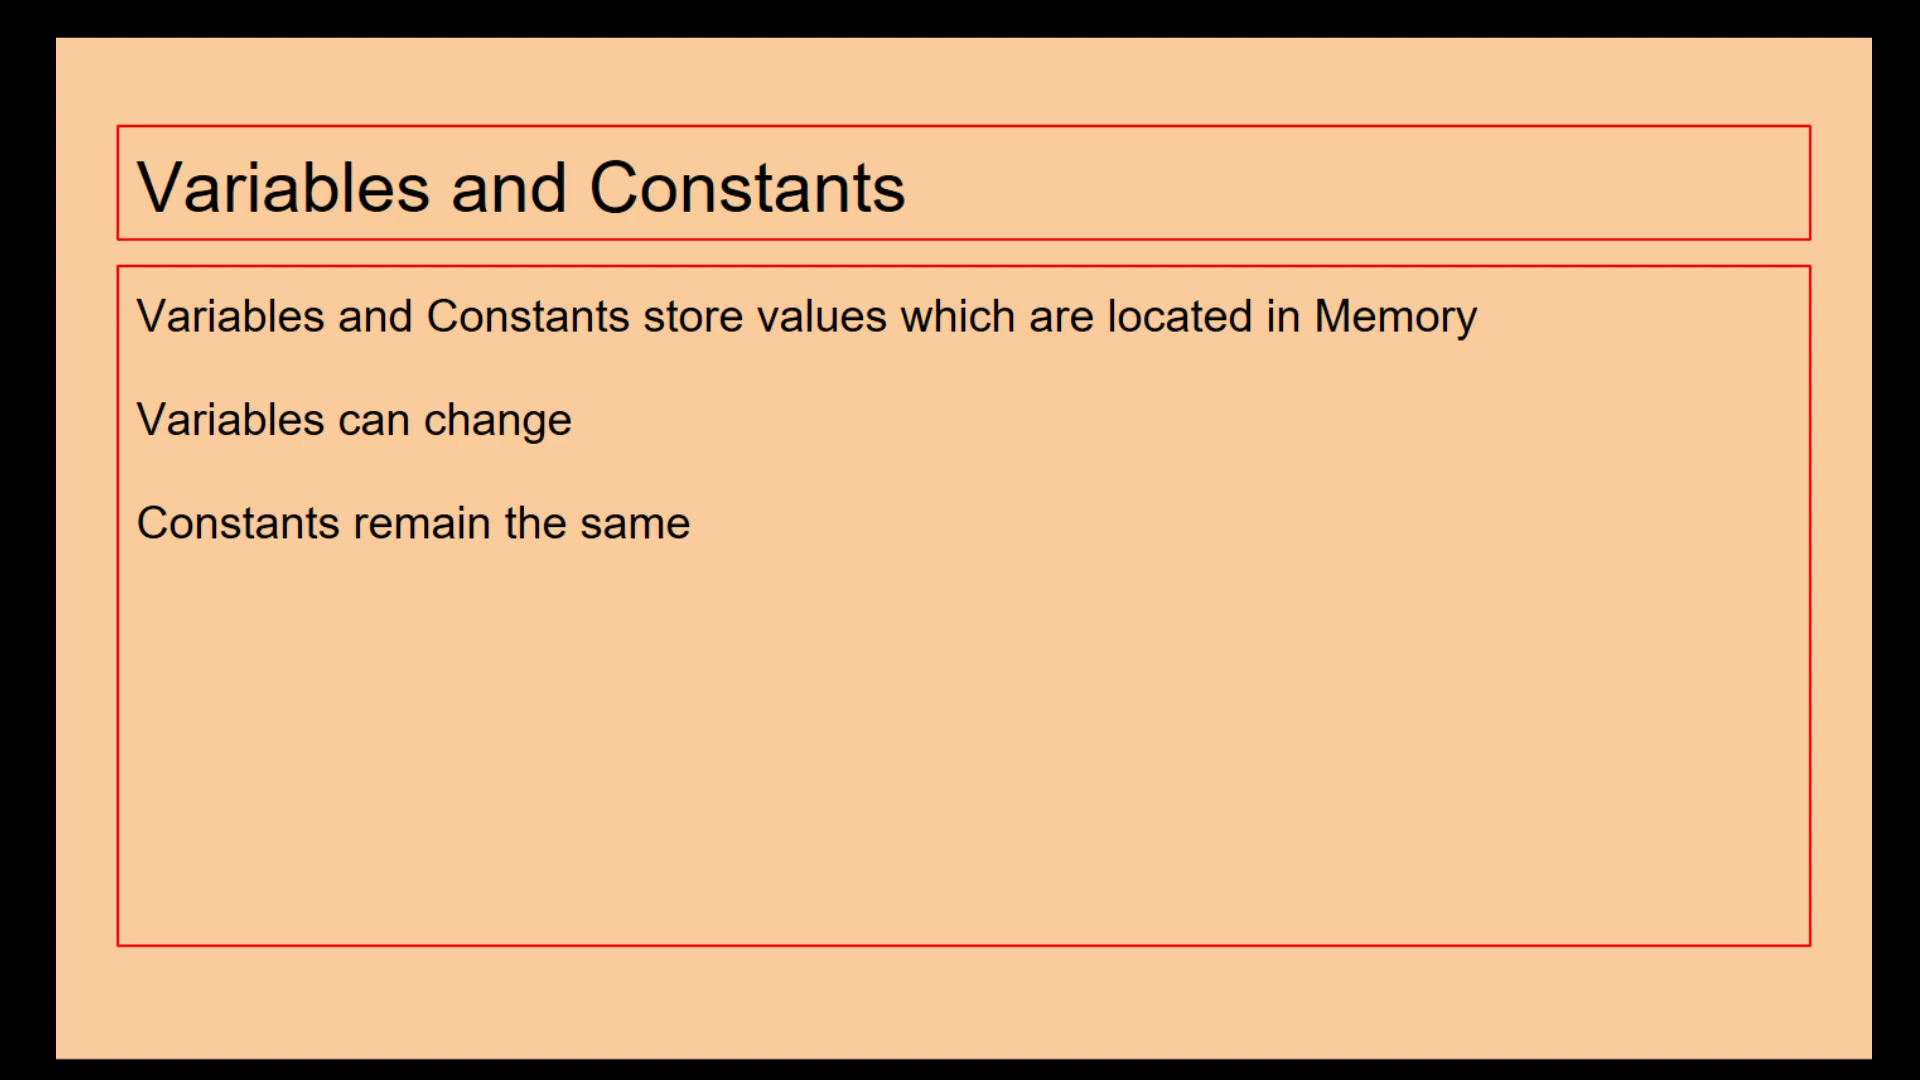 Variables and Constants
Variables and Constants store values which are located in Memory
Variables can change
Constants remain the same